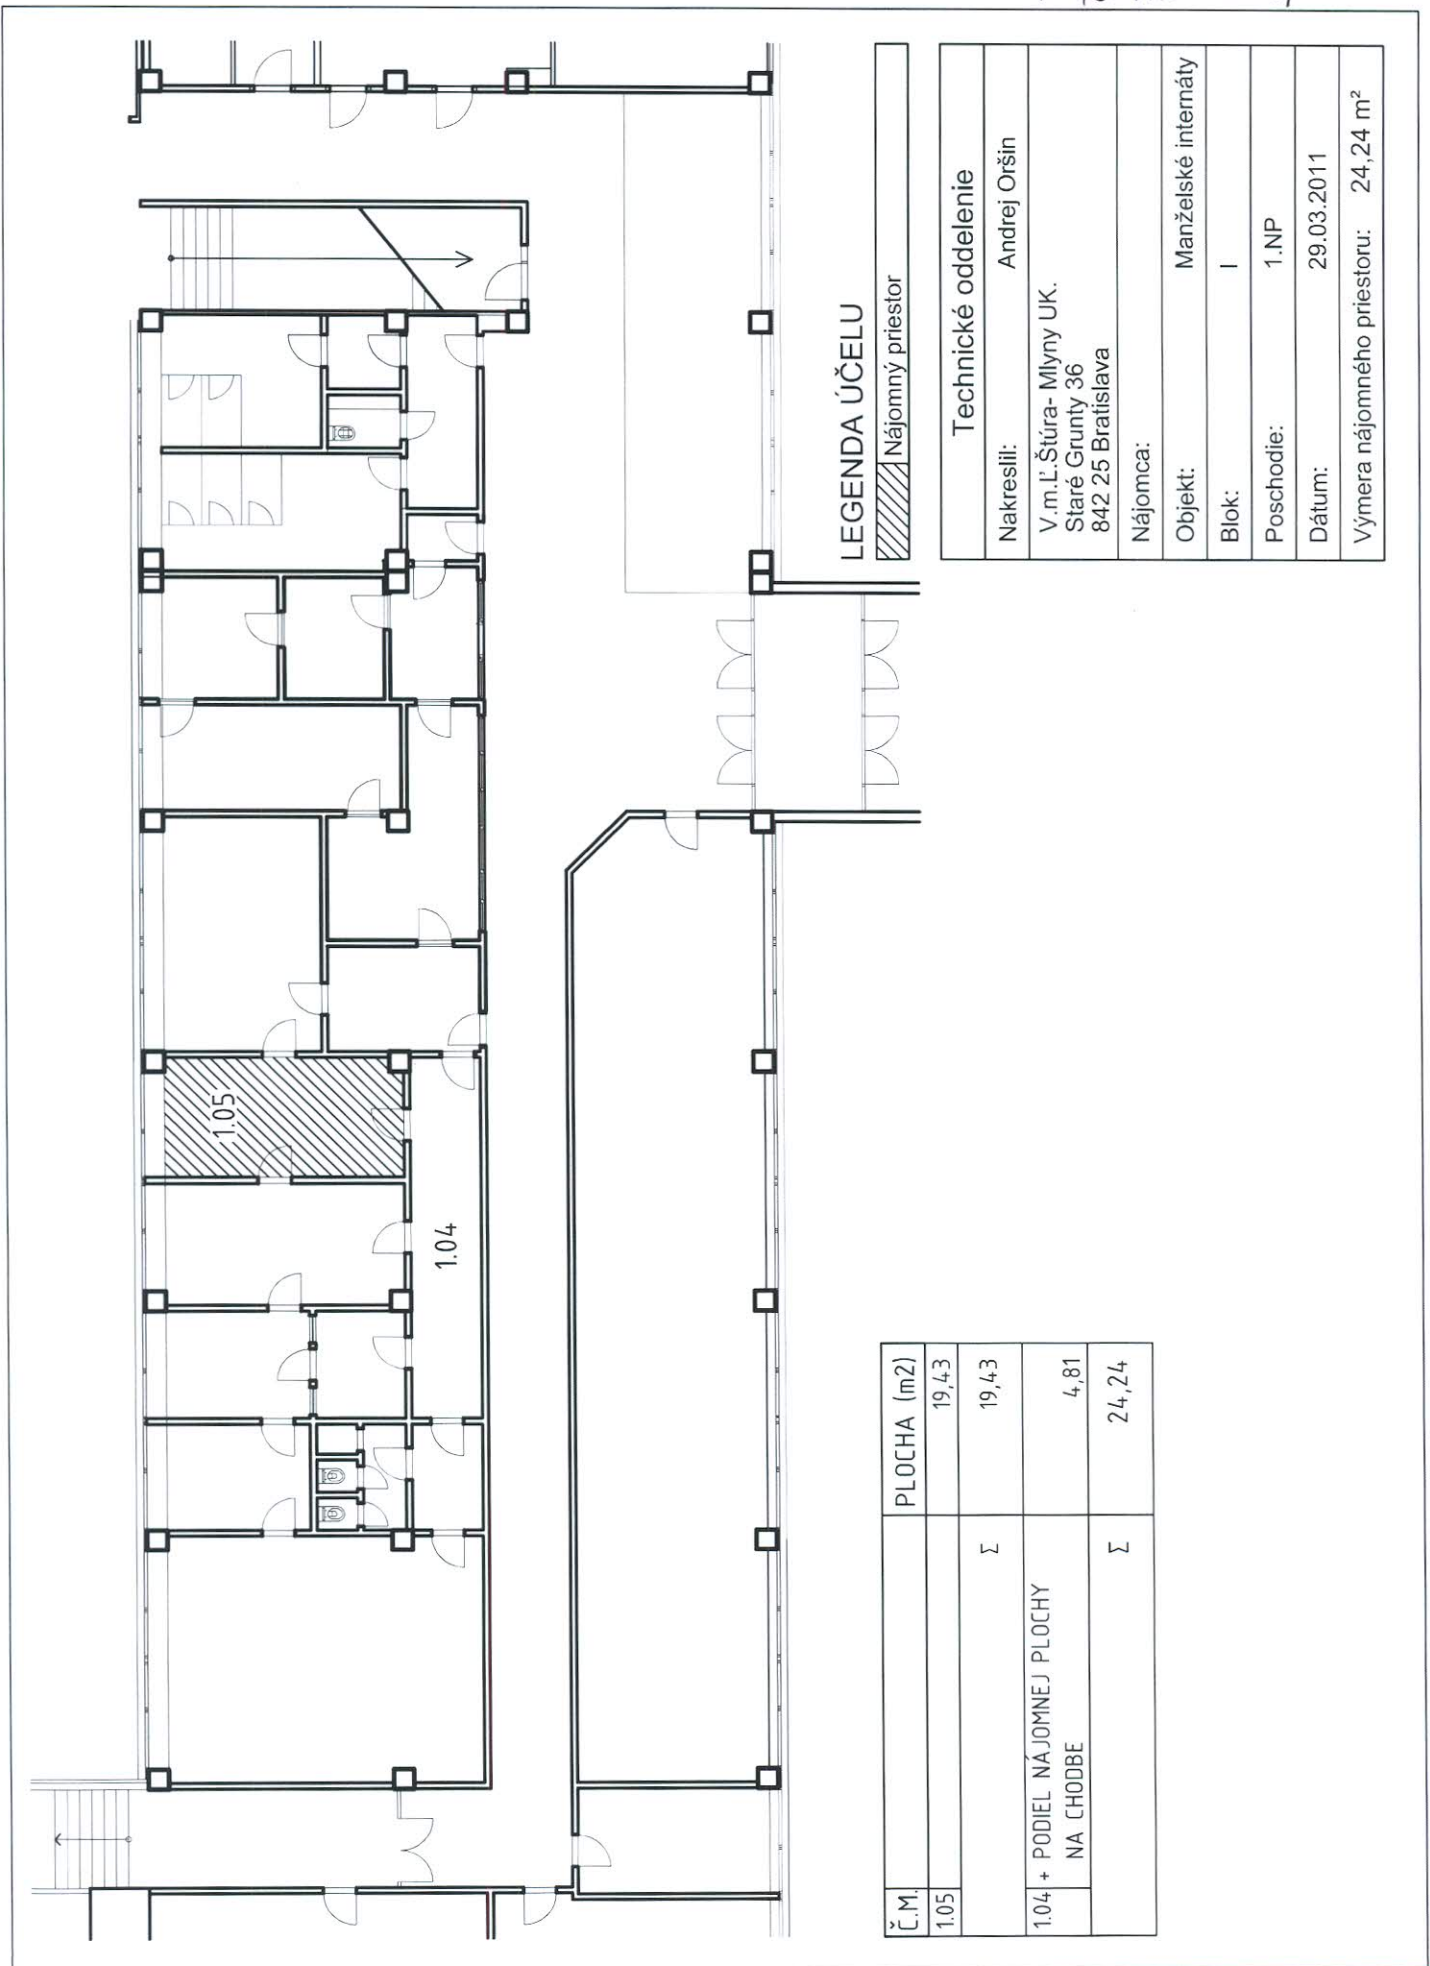 1.05
1.04
LEGENDA ÚČELU
Nájomný priestor
Technické oddelenie
Nakreslil: Andrej Oršin
V.m.Ľ.Štúra- Mlyny UK.
Staré Grunty 36
842 25 Bratislava
Nájomca:
Objekt: Manželské internáty
Blok: I
Poschodie: 1.NP
Dátum: 29.03.2011
Výmera nájomného priestoru: 24,24 m²
Č.M. PLOCHA (m2)
1.05 19,43
Σ 19,43
1.04 + PODIEL NÁJOMNEJ PLOCHY
NA CHODBE 4,81
Σ 24,24